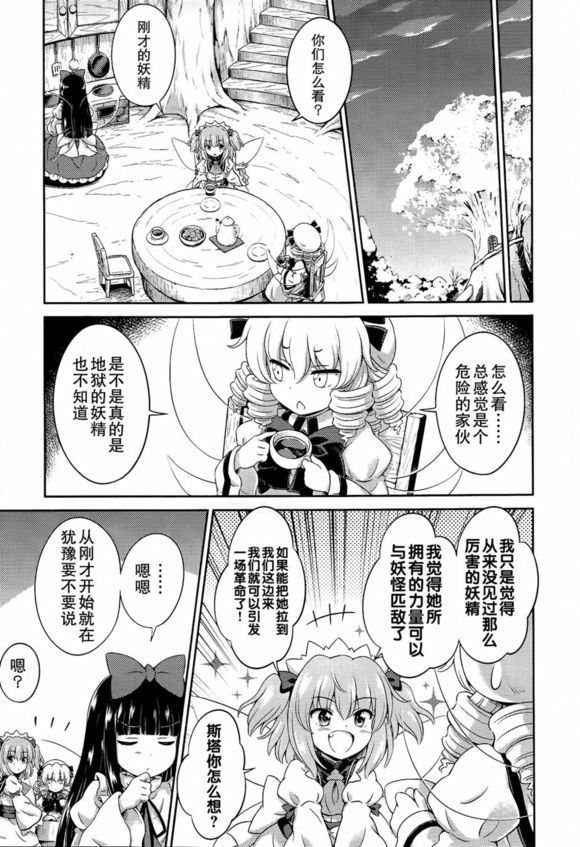 你们怎么看？
刚才的
妖精
怎么看……
总感觉是个
危险的家伙
是不是真的是
地狱的妖精
也不知道
我只是觉得
从来没见过那么
厉害的妖精
我觉得她所
拥有的力量可以
与妖怪匹敌了
如果能把她拉到
我们这边来
我们就可以引发
一场革命了！
斯塔你怎么想？
……
嗯嗯
从刚才开始就在
犹豫要不要说
嗯？